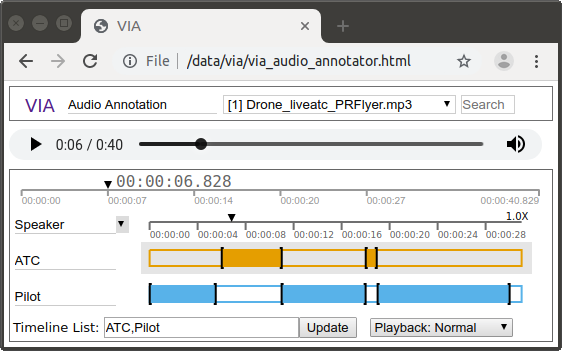 VIA
File /data/via/via_audio_annotator.html
VIA Audio Annotation [1] Drone_liveatc_PRFlyer.mp3 Search
0:06 / 0:40
00:00:06.828
00:00:00 00:00:07 00:00:14 00:00:20 00:00:27 00:00:40.829
Speaker 1.0X
00:00:00 00:00:04 00:00:08 00:00:12 00:00:16 00:00:20 00:00:24 00:00:28
ATC
Pilot
Timeline List: ATC,Pilot Update Playback: Normal